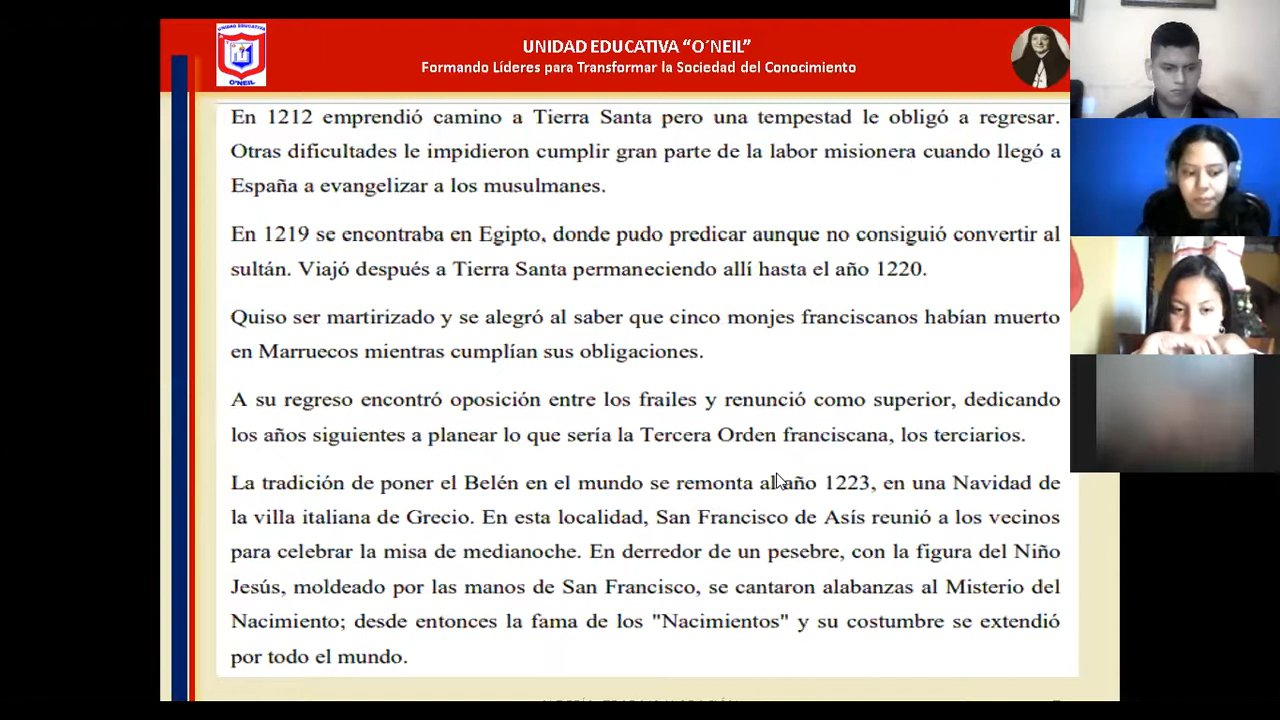 UNIDAD EDUCATIVA
O´NEIL
UNIDAD EDUCATIVA “O´NEIL”
Formando Líderes para Transformar la Sociedad del Conocimiento
En 1212 emprendió camino a Tierra Santa pero una tempestad le obligó a regresar.
Otras dificultades le impidieron cumplir gran parte de la labor misionera cuando llegó a
España a evangelizar a los musulmanes.
En 1219 se encontraba en Egipto, donde pudo predicar aunque no consiguió convertir al
sultán. Viajó después a Tierra Santa permaneciendo allí hasta el año 1220.
Quiso ser martirizado y se alegró al saber que cinco monjes franciscanos habían muerto
en Marruecos mientras cumplían sus obligaciones.
A su regreso encontró oposición entre los frailes y renunció como superior, dedicando
los años siguientes a planear lo que sería la Tercera Orden franciscana, los terciarios.
La tradición de poner el Belén en el mundo se remonta al año 1223, en una Navidad de
la villa italiana de Grecio. En esta localidad, San Francisco de Asís reunió a los vecinos
para celebrar la misa de medianoche. En derredor de un pesebre, con la figura del Niño
Jesús, moldeado por las manos de San Francisco, se cantaron alabanzas al Misterio del
Nacimiento; desde entonces la fama de los "Nacimientos" y su costumbre se extendió
por todo el mundo.